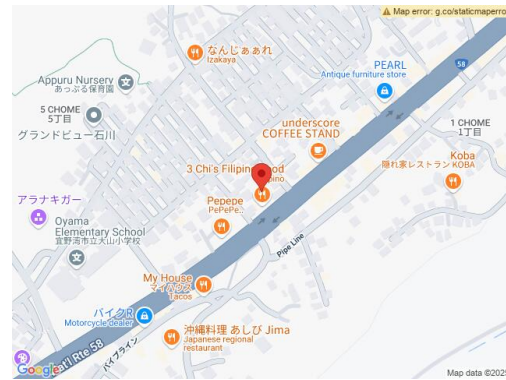 Map error: g.co/staticmaperro
なんじぁぁれ
Izakaya
PEARL
Antique furniture store
58
Appuru Nursery
あっぷる保育園
5 CHOME
5丁目
グランドビュー石川
underscore
COFFEE STAND
1 CHOME
1丁目
3 Chi's Filipino Food
Koba
隠れ家レストラン KOBA
アラナキガー
Pepepe
PePePe..
Oyama
Elementary School
宜野湾市立大山小学校
Pipe Line
My House
マイハウス
Tacos
バイクR
Motorcycle dealer
沖縄料理 あしび Jima
Japanese regional
restaurant
パイプライン
Nat'l Rte 58
Google
Map data ©2025